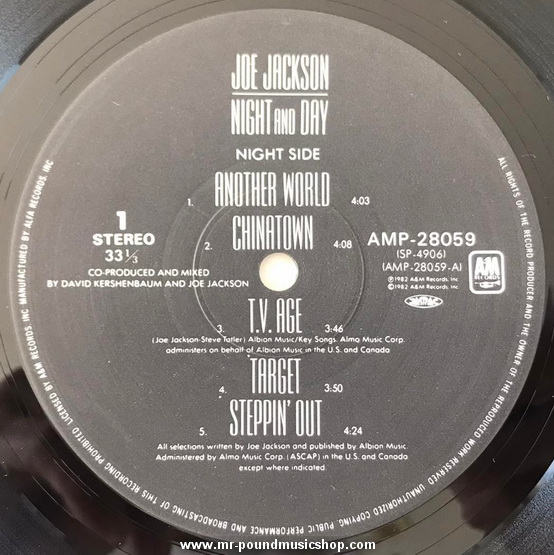 JOE JACKSON
NIGHT AND DAY
NIGHT SIDE
1. ANOTHER WORLD 4:03
2. CHINATOWN 4:08
1
STEREO
33 1/3
CO-PRODUCED AND MIXED
BY DAVID KERSHENBAUM AND JOE JACKSON
AMP-28059
(SP-4906)
(AMP-28059-A)
℗1982 A&M Records, Inc.
©1982 A&M Records, Inc.
A&M
RECORDS
JASRAC
3. T.V. AGE 3:46
(Joe Jackson-Steve Tatler) Albion Music/Key Songs. Almo Music Corp.
administers on behalf of Albion Music in the U.S. and Canada
4. TARGET 3:50
5. STEPPIN' OUT 4:24
All selections written by Joe Jackson and published by Albion Music.
Administered by Almo Music Corp. (ASCAP) in the U.S. and Canada
except where indicated.
ALL RIGHTS OF THE RECORD PRODUCER AND THE OWNER OF THE REPRODUCED WORK RESERVED. UNAUTHORIZED COPYING PUBLIC PERFORMANCE AND BROADCASTING OF THIS RECORDING PROHIBITED LICENSED BY A&M RECORDS, INC. MANUFACTURED BY ALFA RECORDS, INC
www.mr-poundmusicshop.com